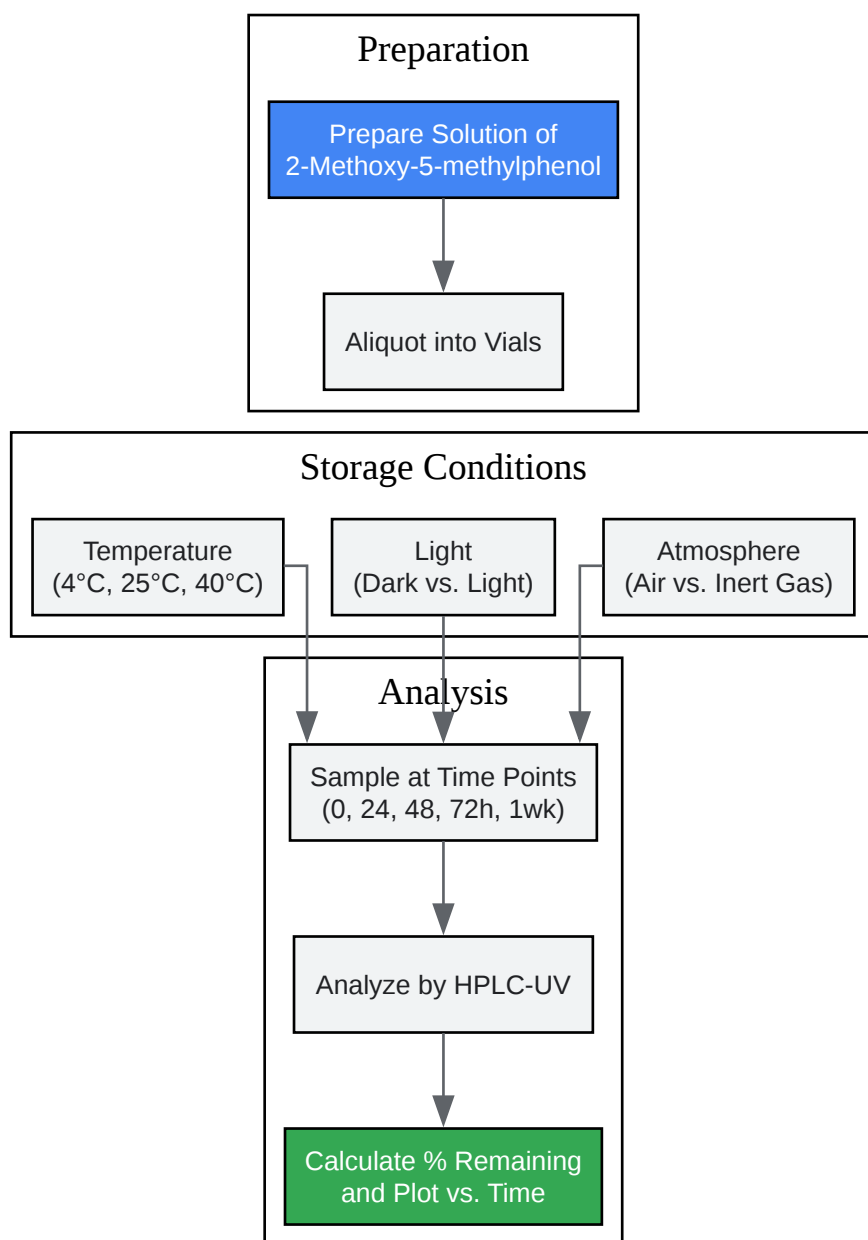 Preparation
Prepare Solution of
2-Methoxy-5-methylphenol
Aliquot into Vials
Storage Conditions
Temperature
(4°C, 25°C, 40°C)
Light
(Dark vs. Light)
Atmosphere
(Air vs. Inert Gas)
Analysis
Sample at Time Points
(0, 24, 48, 72h, 1wk)
Analyze by HPLC-UV
Calculate % Remaining
and Plot vs. Time